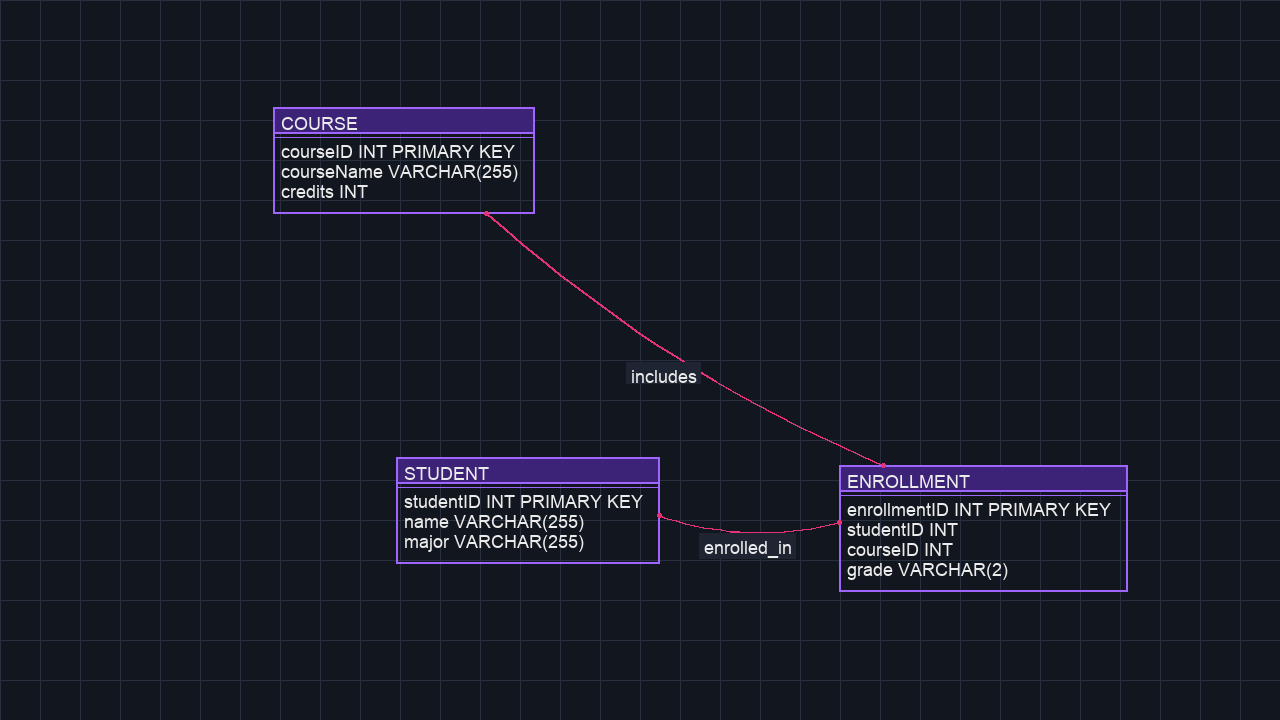 COURSE
courseID INT PRIMARY KEY
courseName VARCHAR(255)
credits INT
includes
STUDENT
studentID INT PRIMARY KEY
name VARCHAR(255)
major VARCHAR(255)
enrolled_in
ENROLLMENT
enrollmentID INT PRIMARY KEY
studentID INT
courseID INT
grade VARCHAR(2)